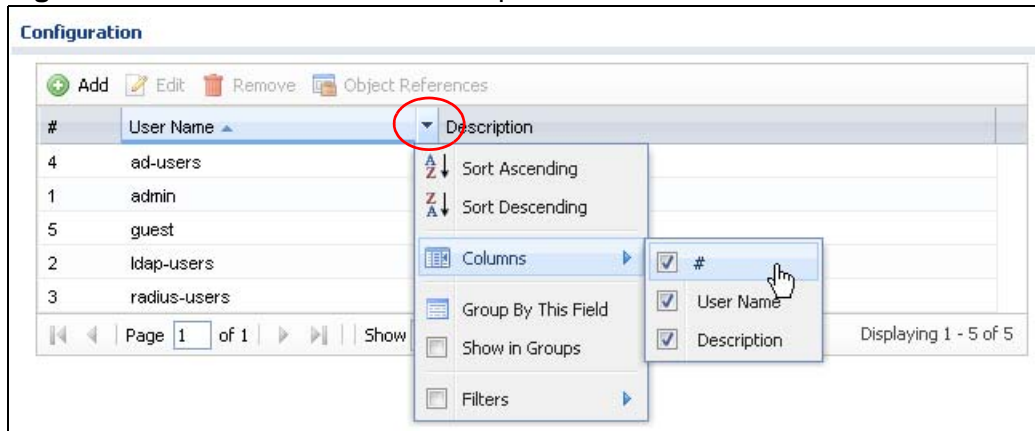 Configuration
Add Edit Remove Object References
# User Name Description
4 ad-users
1 admin
5 guest
2 ldap-users
3 radius-users
Page 1 of 1 Show
Displaying 1 - 5 of 5
A Z Sort Ascending
Z A Sort Descending
Columns
Group By This Field
Show in Groups
Filters
#
User Name
Description